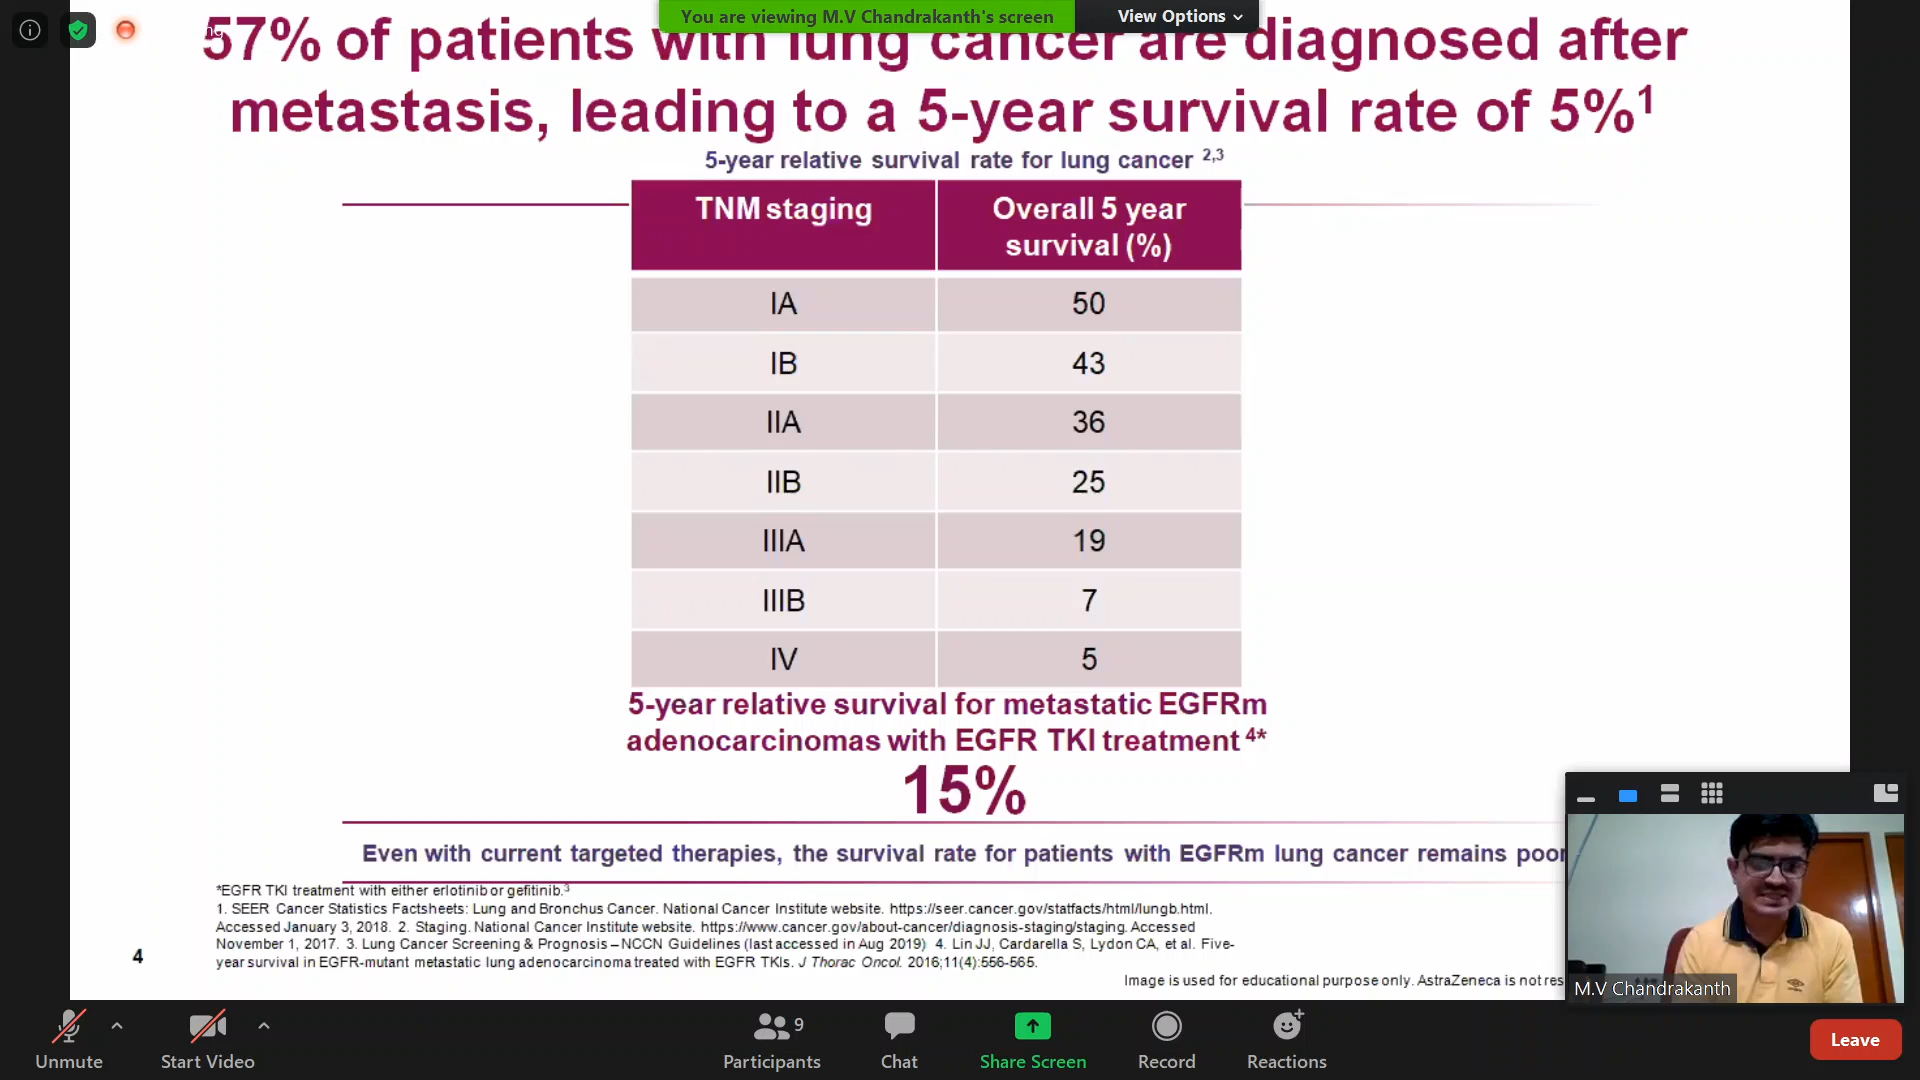 You are viewing M.V Chandrakanth's screen
View Options
57% of patients with lung cancer are diagnosed after
metastasis, leading to a 5-year survival rate of 5%1
5-year relative survival rate for lung cancer 2,3
TNM staging
Overall 5 year
survival (%)
IA 50
IB 43
IIA 36
IIB 25
IIIA 19
IIIB 7
IV 5
5-year relative survival for metastatic EGFRm
adenocarcinomas with EGFR TKI treatment 4*
15%
Even with current targeted therapies, the survival rate for patients with EGFRm lung cancer remains poor
*EGFR TKI treatment with either erlotinib or gefitinib.3
1. SEER Cancer Statistics Factsheets: Lung and Bronchus Cancer. National Cancer Institute website. https://seer.cancer.gov/statfacts/html/lungb.html.
Accessed January 3, 2018. 2. Staging. National Cancer Institute website. https://www.cancer.gov/about-cancer/diagnosis-staging/staging. Accessed
November 1, 2017. 3. Lung Cancer Screening & Prognosis – NCCN Guidelines (last accessed in Aug 2019) 4. Lin JJ, Cardarella S, Lydon CA, et al. Five-
year survival in EGFR-mutant metastatic lung adenocarcinoma treated with EGFR TKIs. J Thorac Oncol. 2016;11(4):556-565.
4
Image is used for educational purpose only. AstraZeneca is not res
M.V Chandrakanth
Unmute
Start Video
9
Participants
Chat
Share Screen
Record
Reactions
Leave